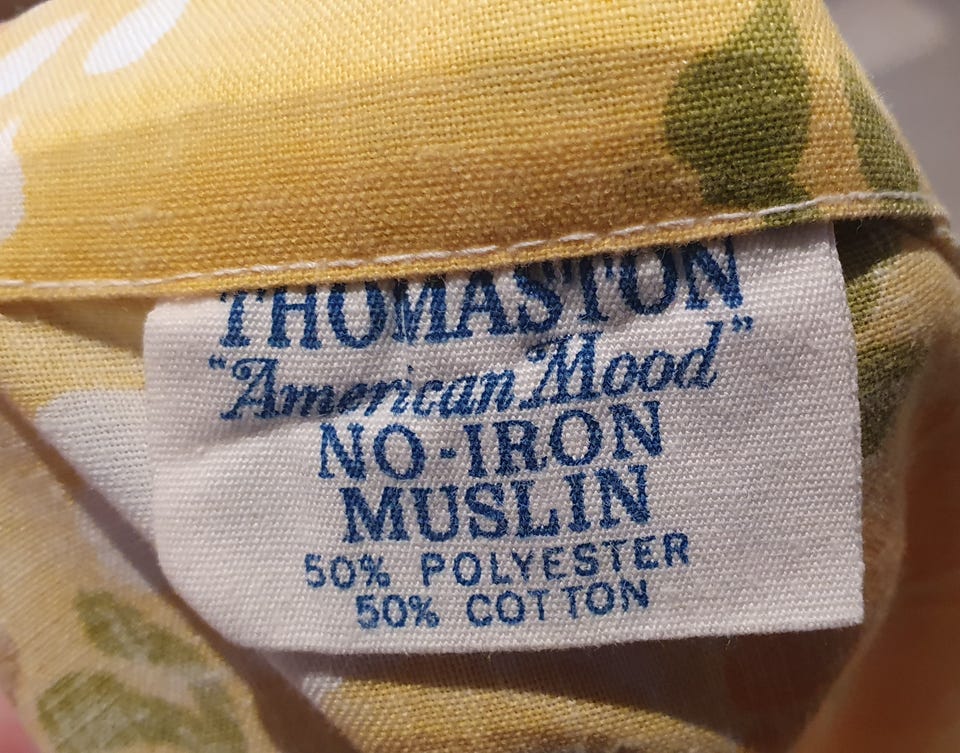 THOMASTON
"American Mood"
NO-IRON
MUSLIN
50% POLYESTER
50% COTTON